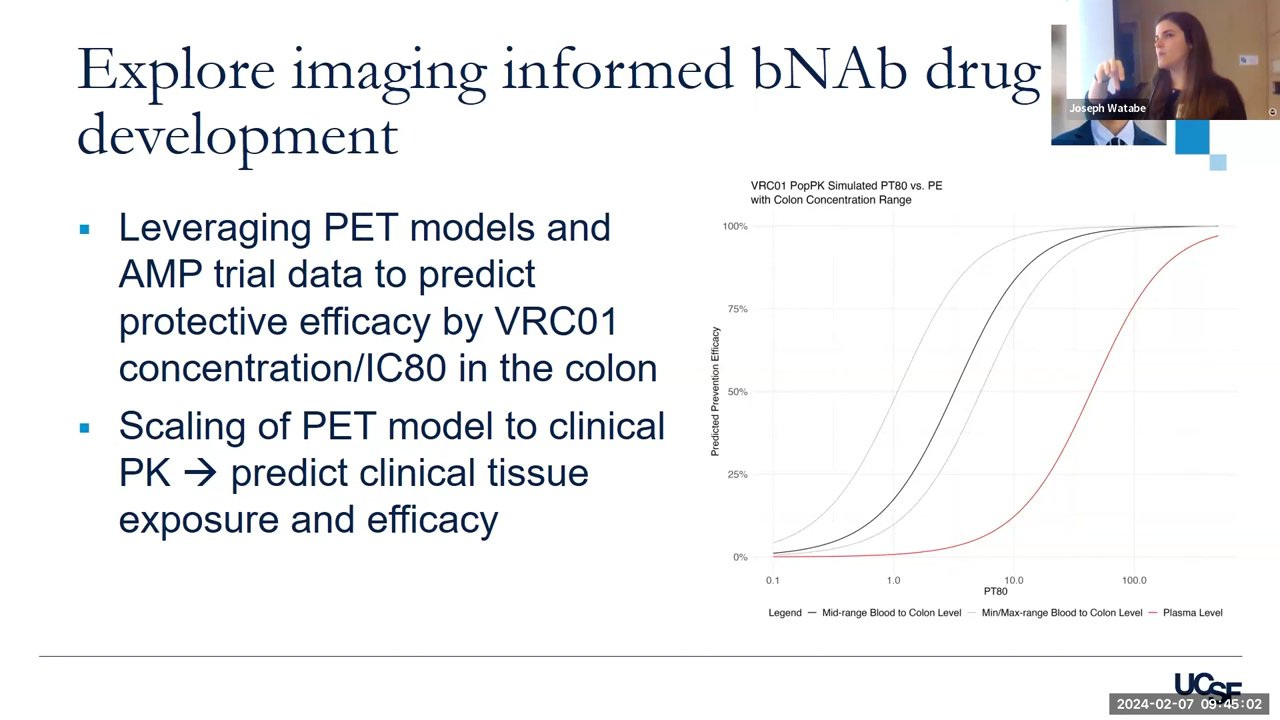 Explore imaging informed bNAb drug
development
Joseph Watabe
▪ Leveraging PET models and
AMP trial data to predict
protective efficacy by VRC01
concentration/IC80 in the colon
▪ Scaling of PET model to clinical
PK → predict clinical tissue
exposure and efficacy
VRC01 PopPK Simulated PT80 vs. PE
with Colon Concentration Range
Predicted Prevention Efficacy
100%
75%
50%
25%
0%
0.1 1.0 10.0 100.0
PT80
Legend — Mid-range Blood to Colon Level — Min/Max-range Blood to Colon Level — Plasma Level
UCSF
2024-02-07 09:45:02